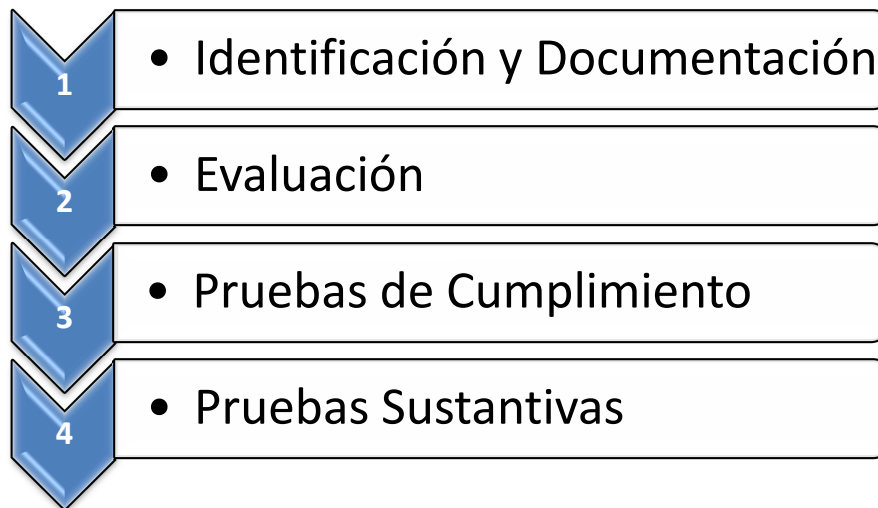 1
• Identificación y Documentación
2
• Evaluación
3
• Pruebas de Cumplimiento
4
• Pruebas Sustantivas